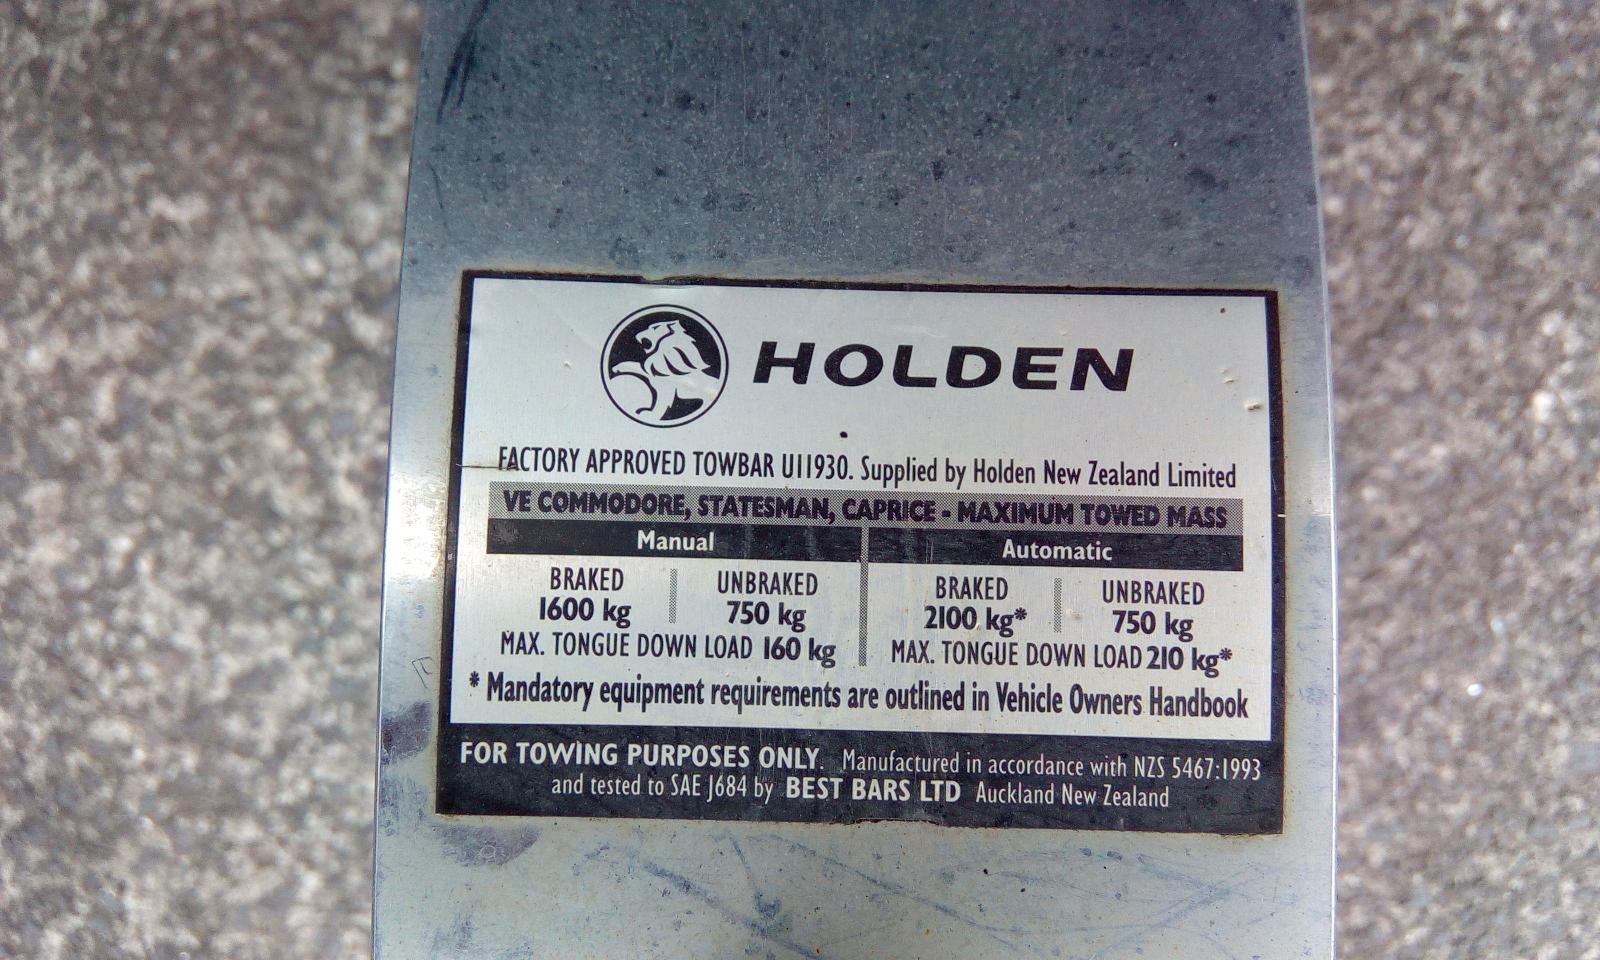 HOLDEN
FACTORY APPROVED TOWBAR U11930. Supplied by Holden New Zealand Limited
VE COMMODORE, STATESMAN, CAPRICE - MAXIMUM TOWED MASS
Manual Automatic
BRAKED UNBRAKED BRAKED UNBRAKED
1600 kg 750 kg 2100 kg* 750 kg
MAX. TONGUE DOWN LOAD 160 kg MAX. TONGUE DOWN LOAD 210 kg*
* Mandatory equipment requirements are outlined in Vehicle Owners Handbook
FOR TOWING PURPOSES ONLY. Manufactured in accordance with NZS 5467:1993
and tested to SAE J684 by BEST BARS LTD Auckland New Zealand